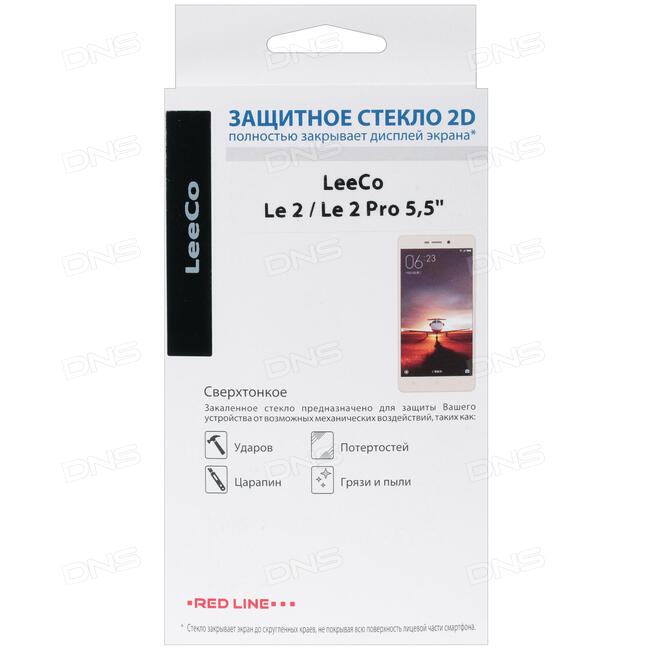 ЗАЩИТНОЕ СТЕКЛО 2D
полностью закрывает дисплей экрана*
LeeCo
LeeCo
Le 2 / Le 2 Pro 5,5"
06:23
Сверхтонкое
Закаленное стекло предназначено для защиты Вашего
устройства от возможных механических воздействий, таких как:
Ударов
Потертостей
Царапин
Грязи и пыли
RED LINE
* Стекло закрывает экран до скругленных краев, не покрывая всю поверхность лицевой части смартфона.
DNS